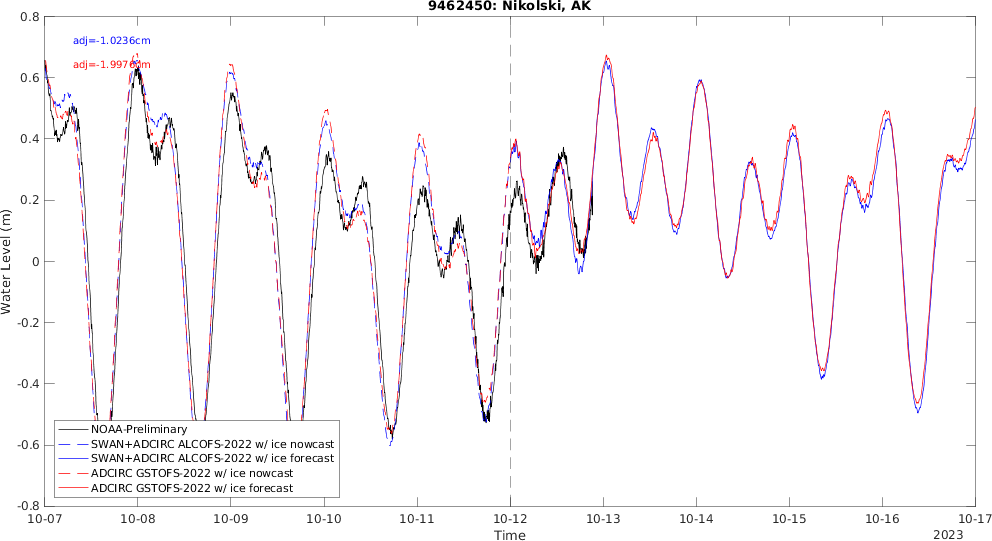 9462450: Nikolski, AK
adj=-1.0236cm
adj=-1.9976cm
Water Level (m)
0.8
0.6
0.4
0.2
0
-0.2
-0.4
-0.6
-0.8
NOAA-Preliminary
SWAN+ADCIRC ALCOFS-2022 w/ ice nowcast
SWAN+ADCIRC ALCOFS-2022 w/ ice forecast
ADCIRC GSTOFS-2022 w/ ice nowcast
ADCIRC GSTOFS-2022 w/ ice forecast
10-07 10-08 10-09 10-10 10-11 10-12 10-13 10-14 10-15 10-16 10-17
Time
2023